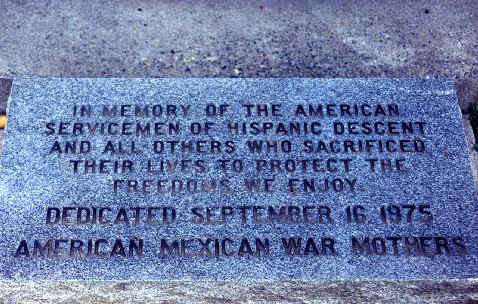 IN MEMORY OF THE AMERICAN
SERVICEMEN OF HISPANIC DESCENT
AND ALL OTHERS WHO SACRIFICED
THEIR LIVES TO PROTECT THE
FREEDOMS WE ENJOY
DEDICATED SEPTEMBER 16, 1975
AMERICAN MEXICAN WAR MOTHERS